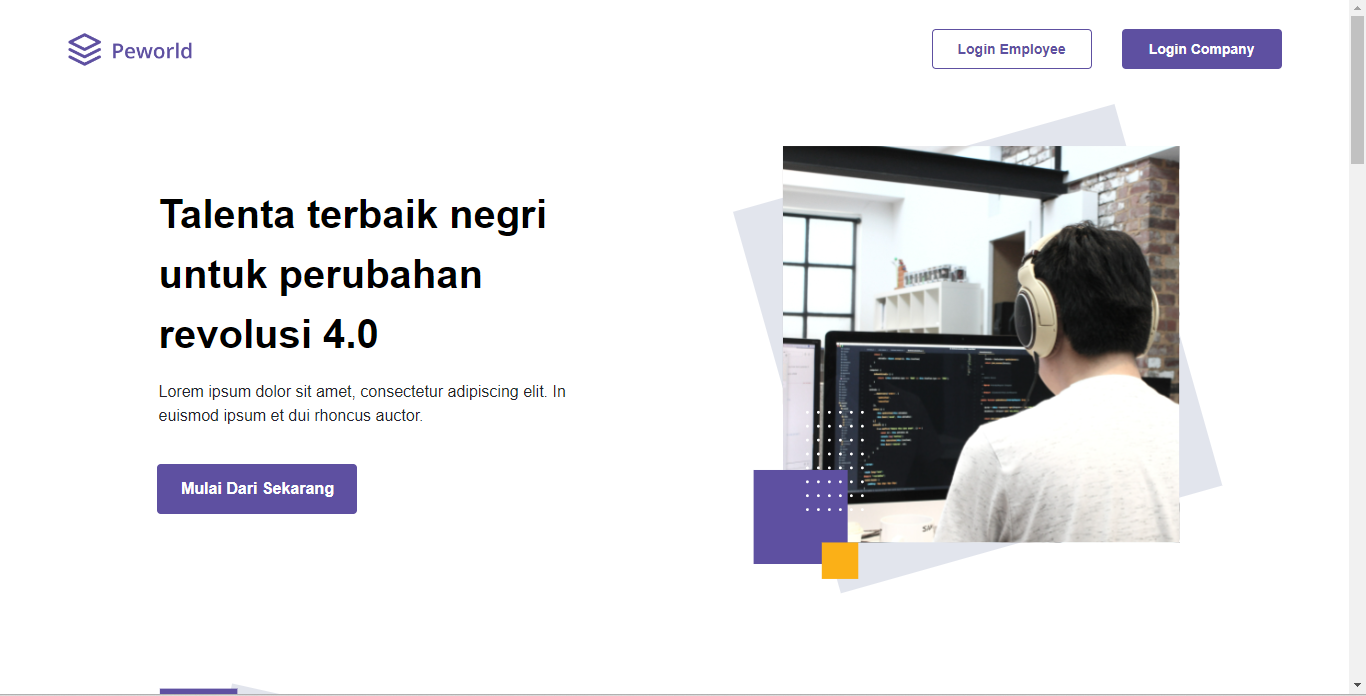 Peworld
Login Employee
Login Company
Talenta terbaik negri
untuk perubahan
revolusi 4.0
Lorem ipsum dolor sit amet, consectetur adipiscing elit. In
euismod ipsum et dui rhoncus auctor.
Mulai Dari Sekarang